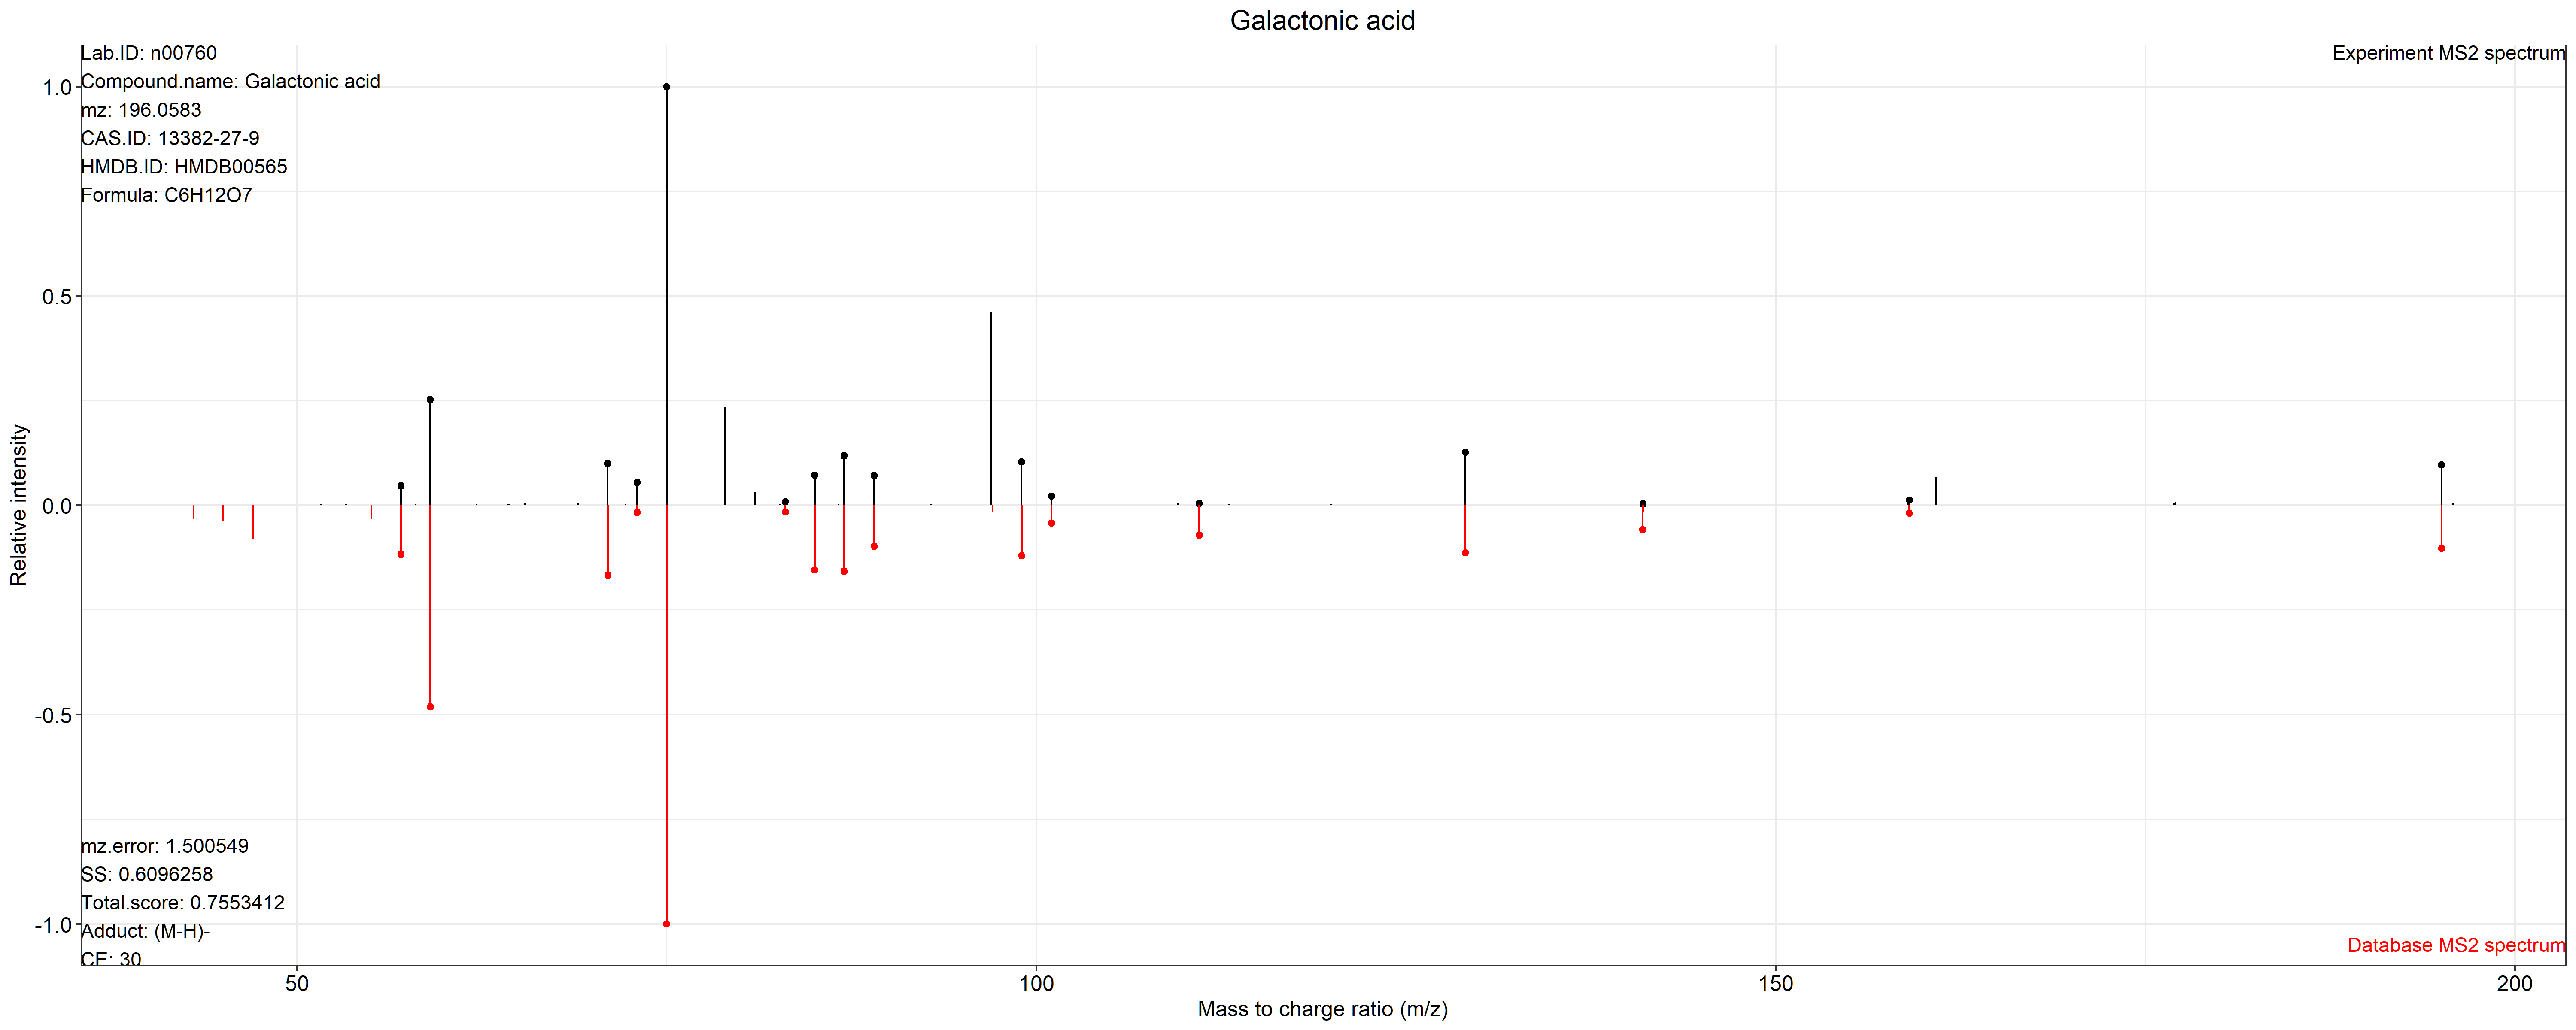 Galactonic acid
Lab.ID: n00760
Experiment MS2 spectrum
Compound.name: Galactonic acid
mz: 196.0583
CAS.ID: 13382-27-9
HMDB.ID: HMDB00565
Formula: C6H12O7
1.0
0.5
0.0
-0.5
-1.0
Relative intensity
mz.error: 1.500549
SS: 0.6096258
Total.score: 0.7553412
Adduct: (M-H)-
CE: 30
Database MS2 spectrum
50
100
150
200
Mass to charge ratio (m/z)